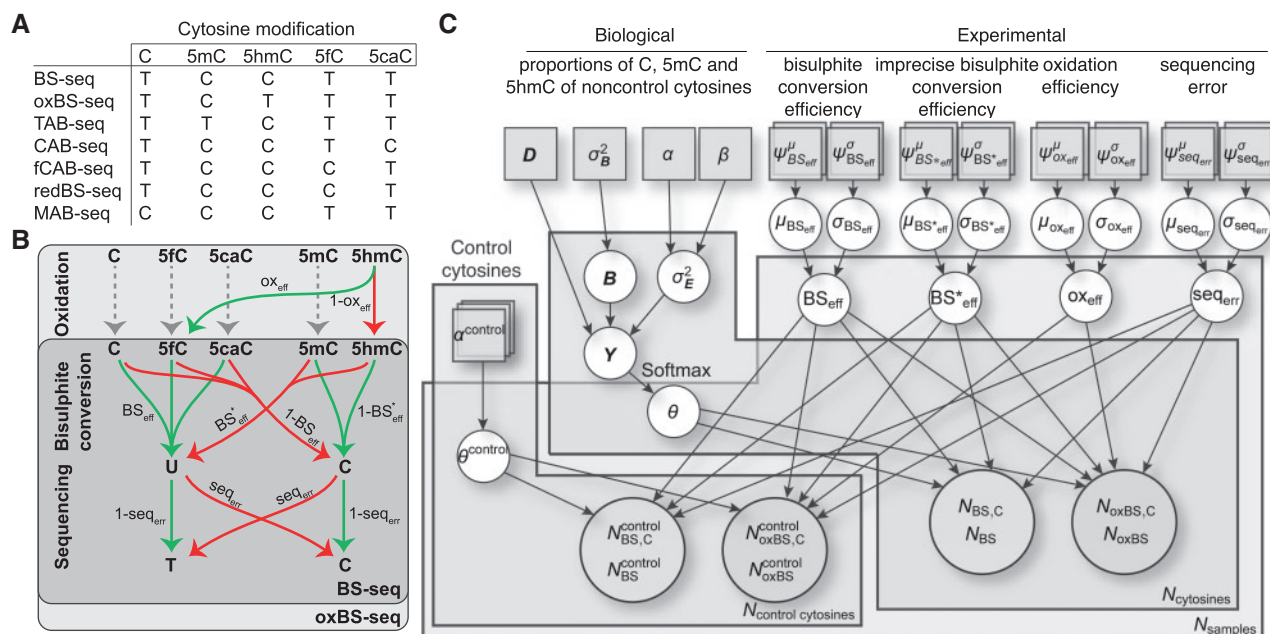 A
Cytosine modification
C 5mC 5hmC 5fC 5caC
BS-seq T C C T T
oxBS-seq T C T T T
TAB-seq T T C T T
CAB-seq T C C T C
fCAB-seq T C C C T
redBS-seq T C C C T
MAB-seq C C C T T
B
Oxidation
C 5fC 5caC 5mC 5hmC
ox_eff
1-ox_eff
Bisulphite conversion
C 5fC 5caC 5mC 5hmC
BS_eff
BS*_eff
1-BS_eff
1-BS*_eff
U C
Sequencing
1-seq_err
seq_err
seq_err
1-seq_err
T C
BS-seq
oxBS-seq
C
Biological
Experimental
proportions of C, 5mC and
5hmC of noncontrol cytosines
bisulphite
conversion
efficiency
imprecise bisulphite
conversion
efficiency
oxidation
efficiency
sequencing
error
D σ²_B α β
ψ^μ_BS_eff ψ^σ_BS_eff ψ^μ_BS*_eff ψ^σ_BS*_eff ψ^μ_ox_eff ψ^σ_ox_eff ψ^μ_seq_err ψ^σ_seq_err
μ_BS_eff σ_BS_eff μ_BS*_eff σ_BS*_eff μ_ox_eff σ_ox_eff μ_seq_err σ_seq_err
Control
cytosines
B σ²_E
BS_eff BS*_eff ox_eff seq_err
α^control
Y
Softmax
θ
θ^control
N^control_BS,C
N^control_BS
N^control_oxBS,C
N^control_oxBS
N_BS,C
N_BS
N_oxBS,C
N_oxBS
N_control cytosines
N_cytosines
N_samples